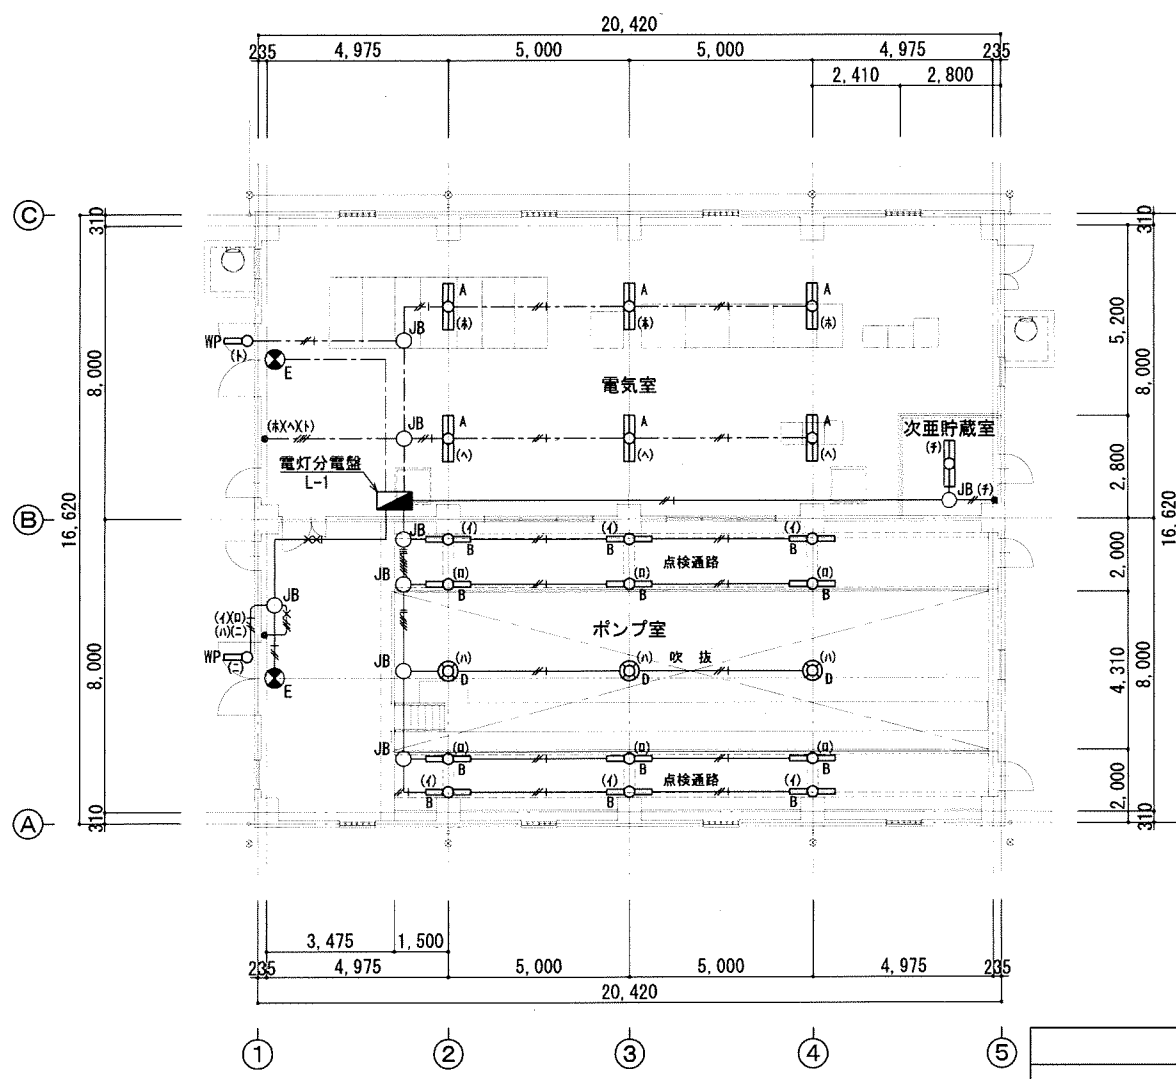 20,420
235 4,975 5,000 5,000 4,975 235
2,410 2,800
C
310
310
A A A
JB
(ホ) (ホ) (ホ)
WP
(ト)
E
5,200
8,000
8,000
電気室
A A A
(ホ)(ヘ)(ト)
JB
(ヘ) (ヘ) (ヘ)
次亜貯蔵室
(チ)
電灯分電盤
L-1
JB (チ)
2,800
B
16,620
16,620
JB
(イ) (イ) (イ)
B B B
点検通路
2,000
JB
(ロ) (ロ) (ロ)
B B B
JB
(イ)(ロ)
(ハ)(ニ)
ポンプ室
WP
(ニ)
E
JB
(ハ) (ハ) 吹抜 (ハ)
D D D
4,310
8,000
8,000
JB
(ロ) (ロ) (ロ)
B B B
(イ) (イ) 点検通路 (イ)
B B B
2,000
A
310
310
3,475 1,500
235 4,975 5,000 5,000 4,975 235
20,420
1 2 3 4 5